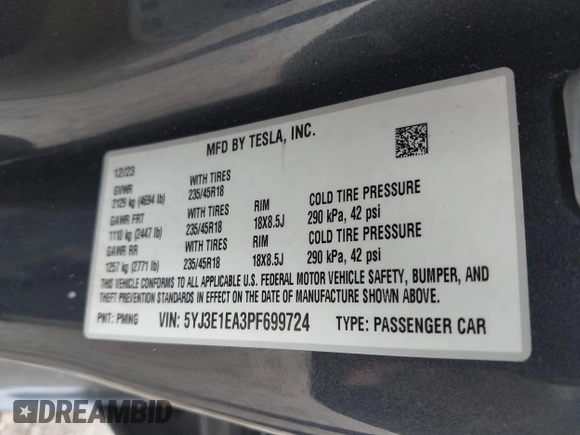 MFD BY TESLA, INC.
12/23
GVWR WITH TIRES
2129 kg (4694 lb) 235/45R18 RIM COLD TIRE PRESSURE
GAWR FRT WITH TIRES 18X8.5J 290 kPa, 42 psi
1110 kg (2447 lb) 235/45R18 RIM COLD TIRE PRESSURE
GAWR RR WITH TIRES 18X8.5J 290 kPa, 42 psi
1257 kg (2771 lb) 235/45R18
THIS VEHICLE CONFORMS TO ALL APPLICABLE U.S. FEDERAL MOTOR VEHICLE SAFETY, BUMPER, AND
THEFT PREVENTION STANDARDS IN EFFECT ON THE DATE OF MANUFACTURE SHOWN ABOVE.
PNT: PMNG VIN: 5YJ3E1EA3PF699724 TYPE: PASSENGER CAR
DREAMBID